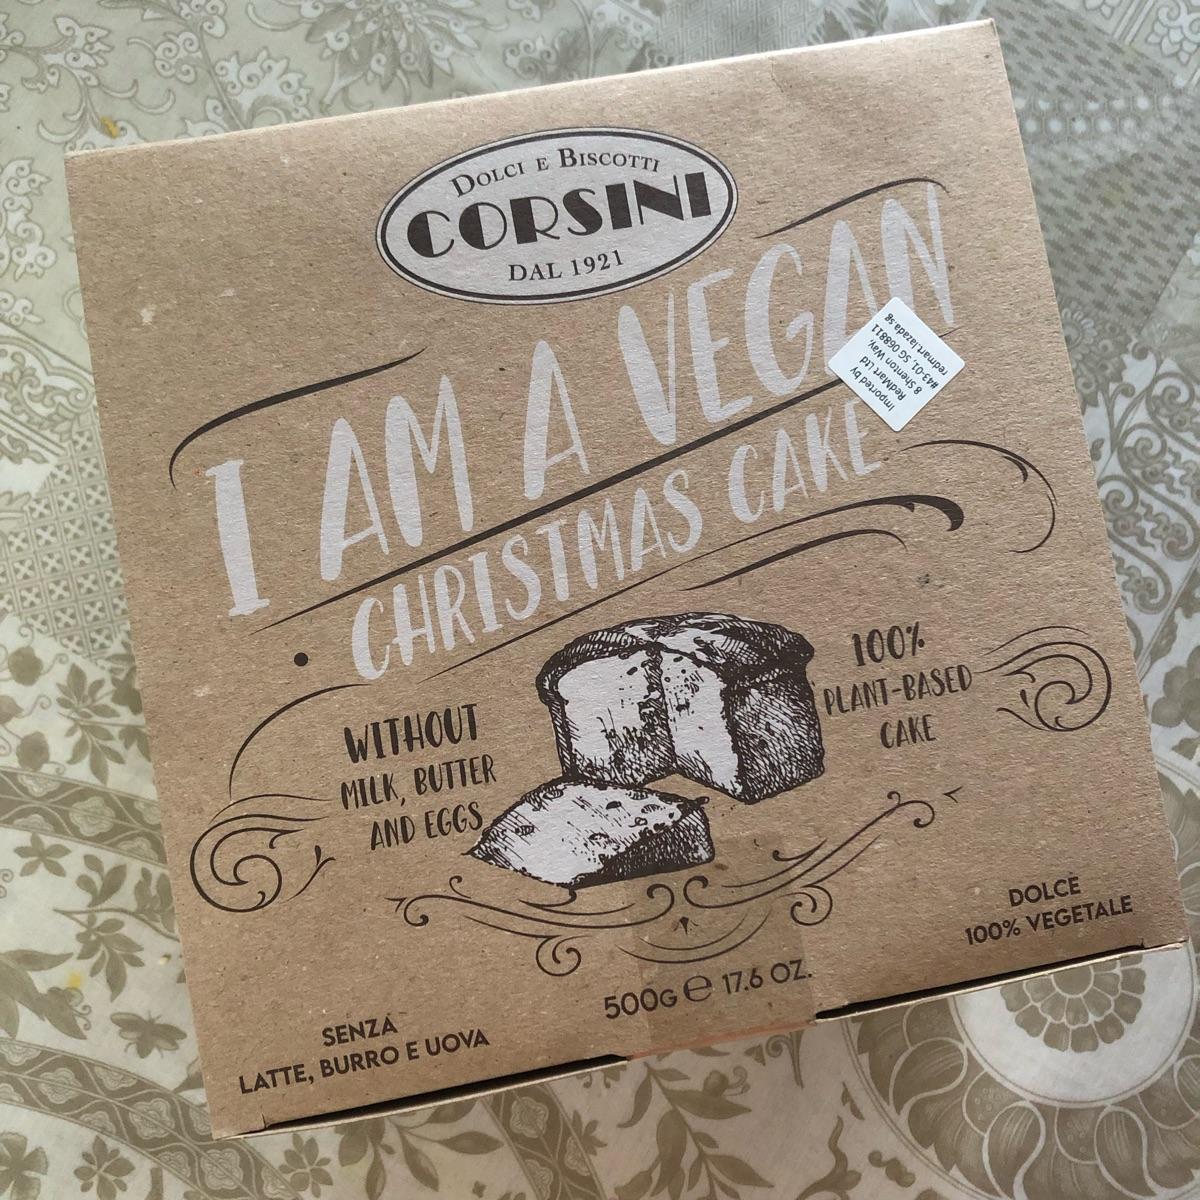 DOLCI E BISCOTTI
CORSINI
DAL 1921
I AM A VEGAN
CHRISTMAS CAKE
Imported by
RedMart Ltd
8 Shenton Way,
#43-01, SG 068811
redmart.lazada.sg
WITHOUT
MILK, BUTTER
AND EGGS
100%
PLANT-BASED
CAKE
DOLCE
100% VEGETALE
500G ℮ 17.6 OZ.
SENZA
LATTE, BURRO E UOVA